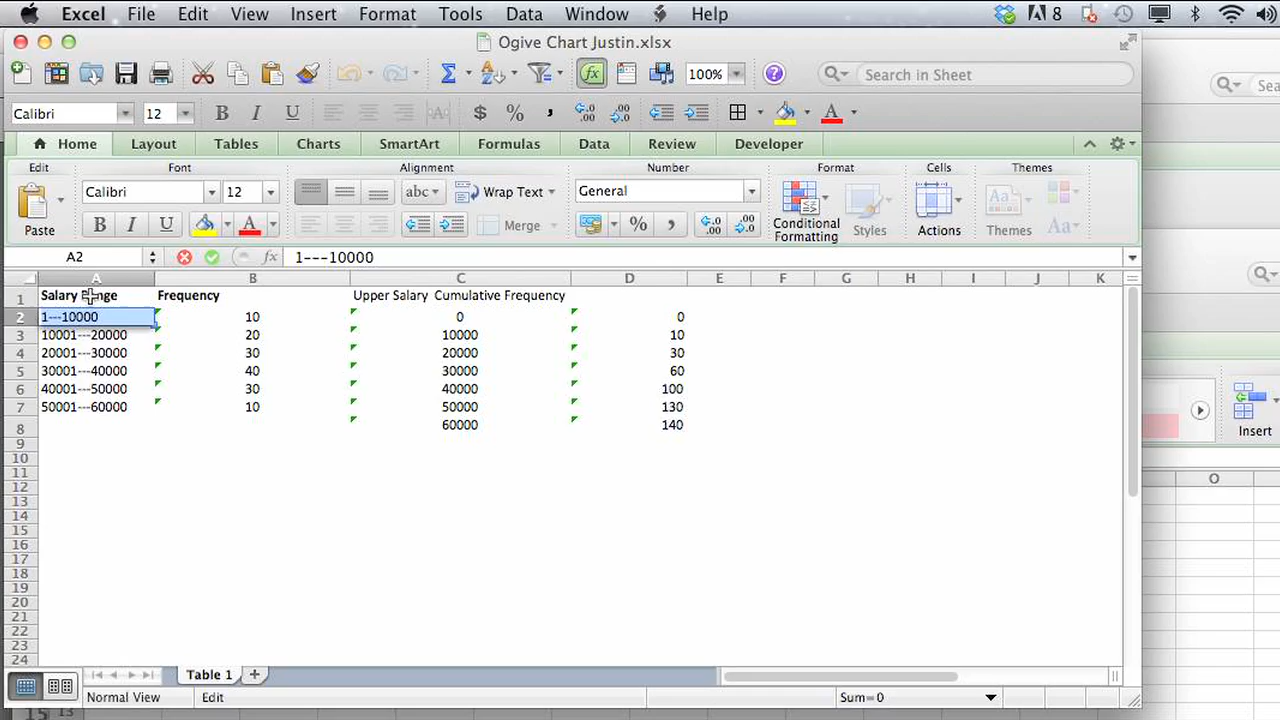 Excel File Edit View Insert Format Tools Data Window Help 8
Ogive Chart Justin.xlsx
100% Search in Sheet
Calibri 12 B I U $ %
Home Layout Tables Charts SmartArt Formulas Data Review Developer
Edit Font Alignment Number Format Cells Themes
Calibri 12 abc Wrap Text General
Paste B I U A Merge % Conditional Formatting Styles Actions Themes Aa
A2 fx 1---10000
A B C D E F G H I J K
1 Salary Frequency Upper Salary Cumulative Frequency
2 1---10000 10 0 0
3 10001---20000 20 10000 10
4 20001---30000 30 20000 30
5 30001---40000 40 30000 60
6 40001---50000 30 40000 100
7 50001---60000 10 50000 130
8 60000 140
9
10
11
12
13
14
15
16
17
18
19
20
21
22
23
24
Table 1
Normal View Edit Sum=0
Insert
O